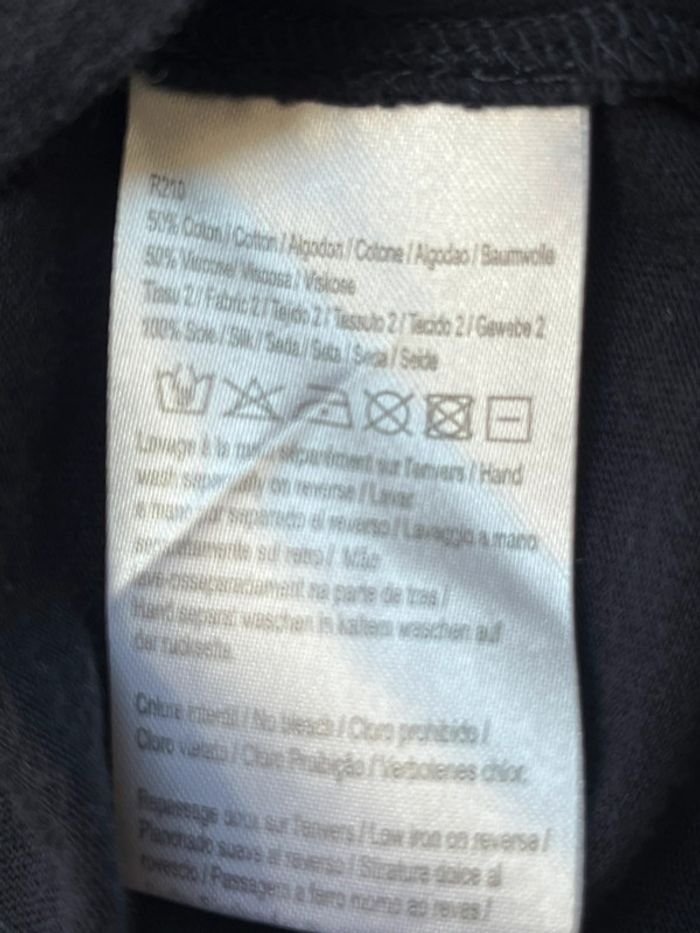 R210
50% Coton / Cotton / Algodon / Cotone / Algodao / Baumwolle
50% Viscose / Viscosa / Viskose
Tissu 2 / Fabric 2 / Tejido 2 / Tessuto 2 / Tecido 2 / Gewebe 2
100% Soie / Silk / Seda / Seta / Seda / Seide
Lavage à la main séparément sur l'envers / Hand
wash separately on reverse / Lavar
a mano por separado al reverso / Lavaggio a mano
separatamente sul retro / Mão
lave-osseparadament na parte de tras /
Hand separat waschen in kaltem waschen auf
der ruckseite.
Chlore interdit / No bleach / Cloro prohibido /
Cloro vietato / Cloro Proibição / Verbotenes chlor.
Repassage doux sur l'envers / Low iron on reverse /
Planchado suave al reverso / Stiratura dolce al
rovescio / Passagem a ferro morno ao reves /